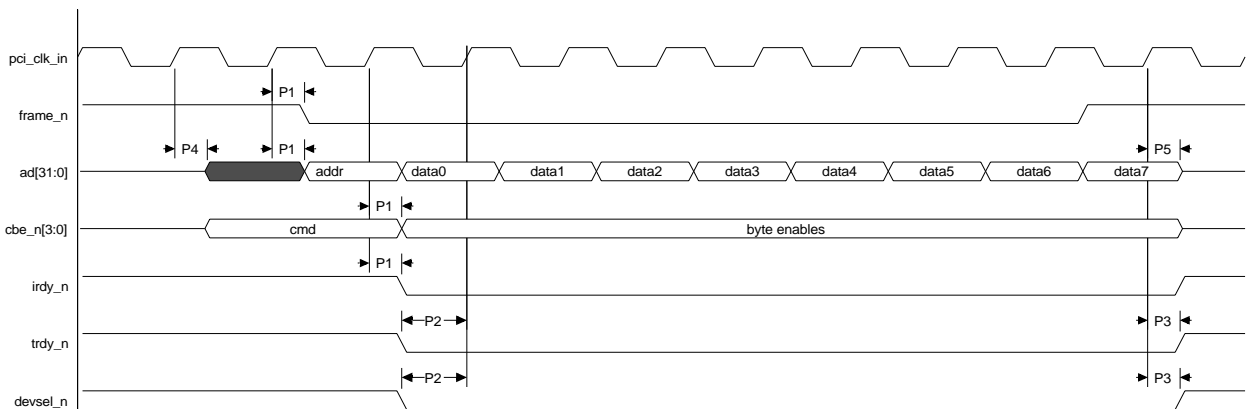 pci_clk_in
P1
frame_n
P4 P1 P5
ad[31:0] addr data0 data1 data2 data3 data4 data5 data6 data7
P1
cbe_n[3:0] cmd byte enables
P1
irdy_n
P2 P3
trdy_n
P2 P3
devsel_n